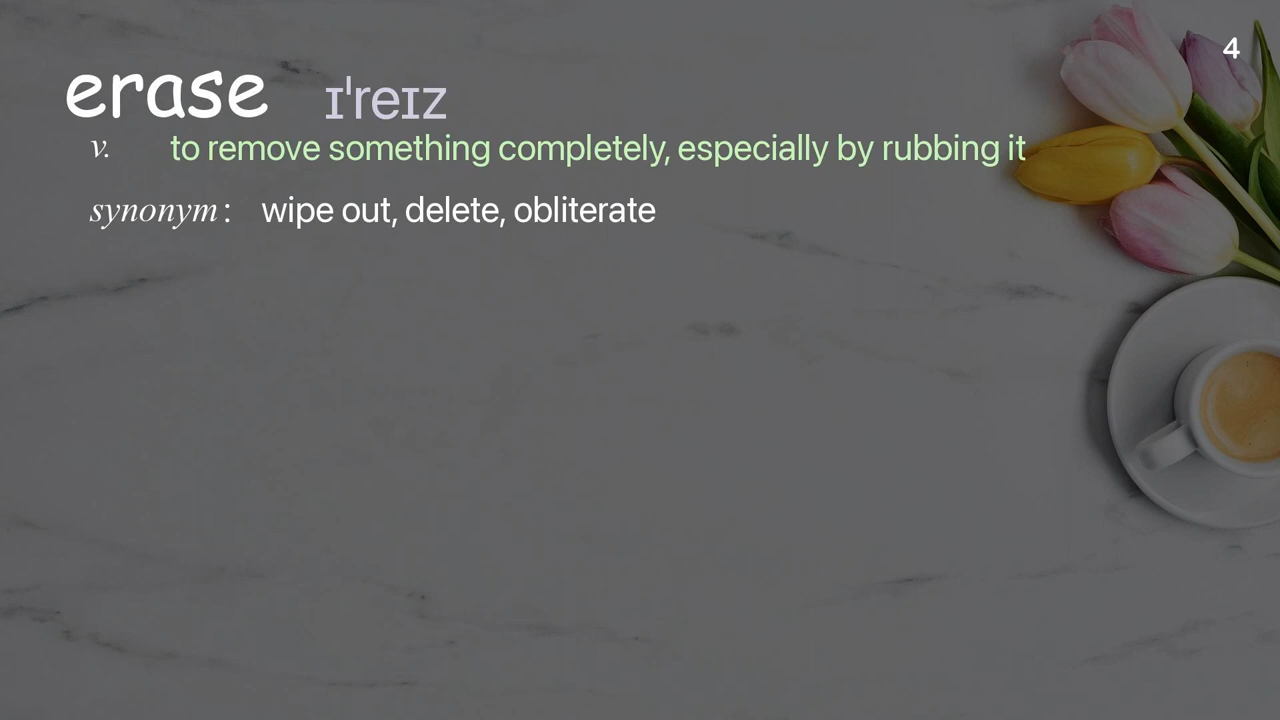 4
erase ɪˈreɪz
v. to remove something completely, especially by rubbing it
synonym: wipe out, delete, obliterate